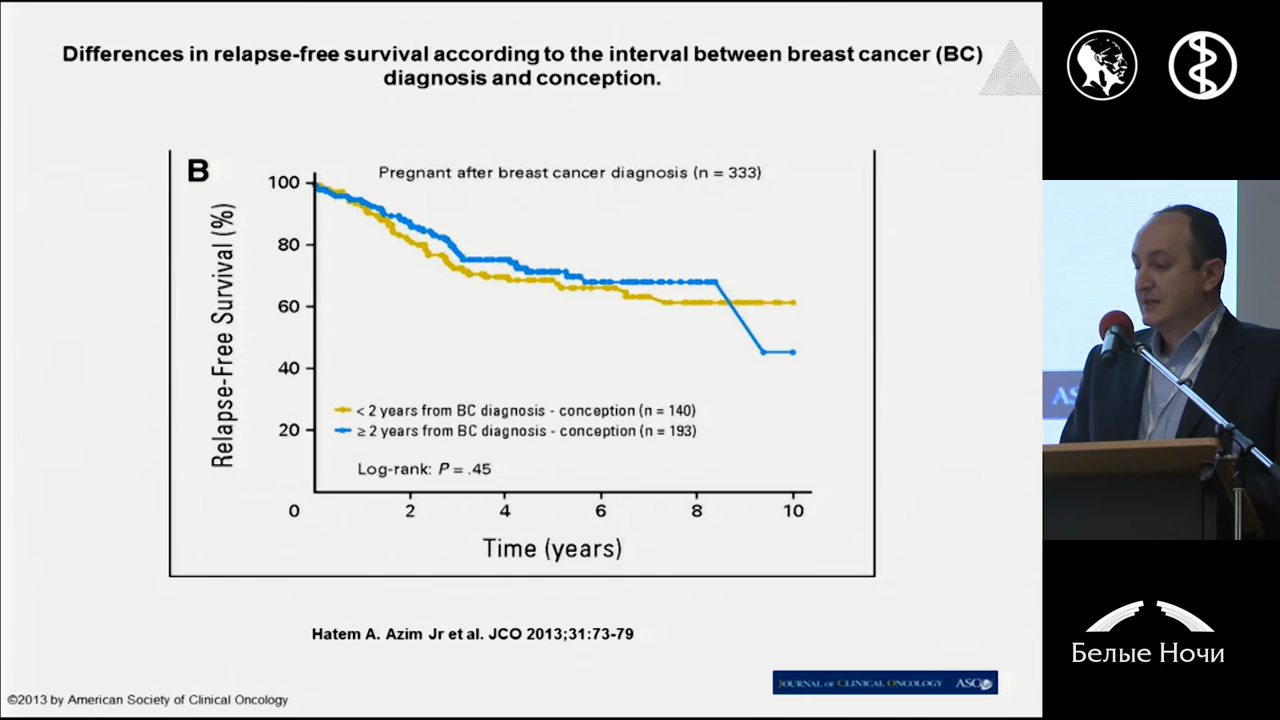 Differences in relapse-free survival according to the interval between breast cancer (BC)
diagnosis and conception.
B
Pregnant after breast cancer diagnosis (n = 333)
Relapse-Free Survival (%)
100
80
60
40
20
0
< 2 years from BC diagnosis - conception (n = 140)
≥ 2 years from BC diagnosis - conception (n = 193)
Log-rank: P = .45
2 4 6 8 10
Time (years)
Hatem A. Azim Jr et al. JCO 2013;31:73-79
©2013 by American Society of Clinical Oncology
JOURNAL OF CLINICAL ONCOLOGY ASCO
AS
Белые Ночи